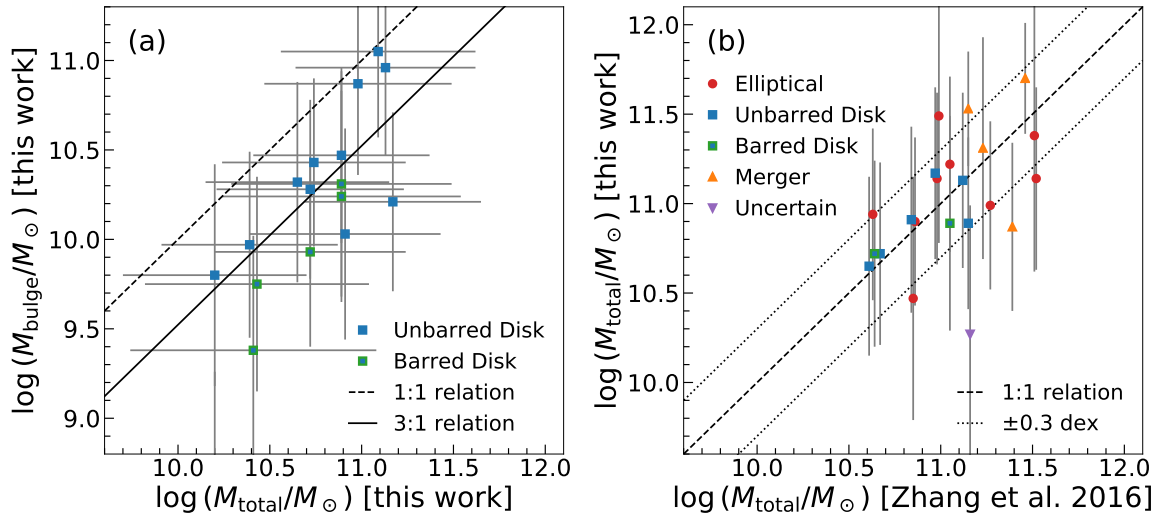 (a)
11.0
10.5
10.0
9.5
9.0
log (M_bulge/M_⊙) [this work]
Unbarred Disk
Barred Disk
1:1 relation
3:1 relation
10.0 10.5 11.0 11.5 12.0
log (M_total/M_⊙) [this work]
(b)
12.0
11.5
11.0
10.5
10.0
log (M_total/M_⊙) [this work]
Elliptical
Unbarred Disk
Barred Disk
Merger
Uncertain
1:1 relation
±0.3 dex
10.0 10.5 11.0 11.5 12.0
log (M_total/M_⊙) [Zhang et al. 2016]